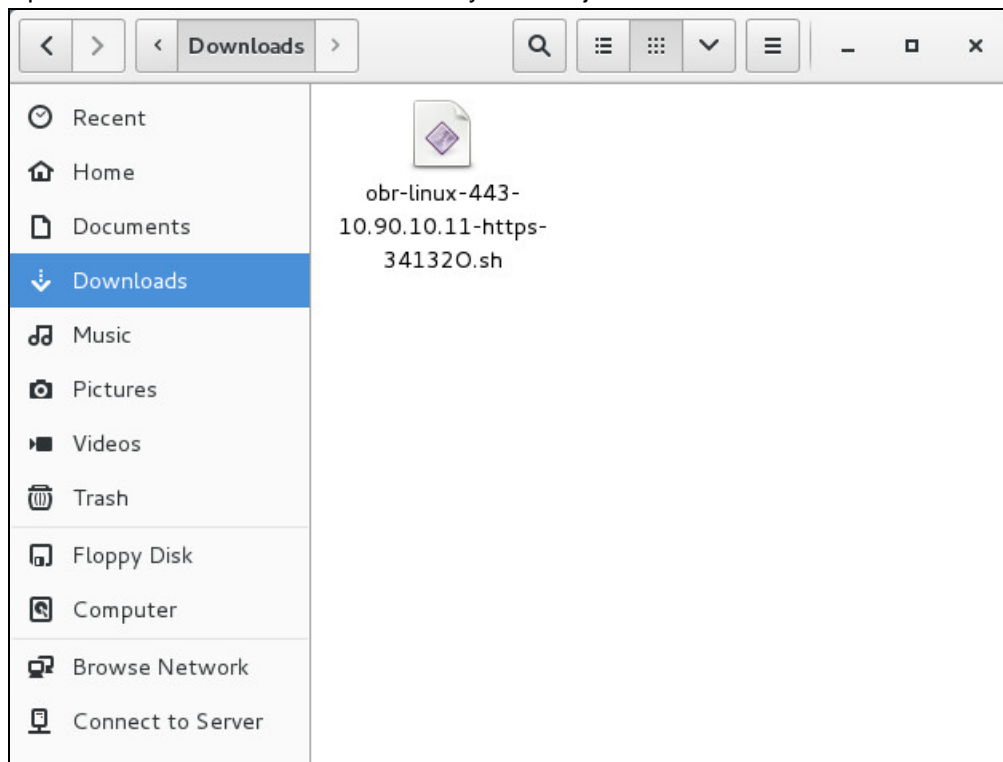 Downloads
Recent
Home
Documents
Downloads
Music
Pictures
Videos
Trash
Floppy Disk
Computer
Browse Network
Connect to Server
obr-linux-443-
10.90.10.11-https-
34132O.sh